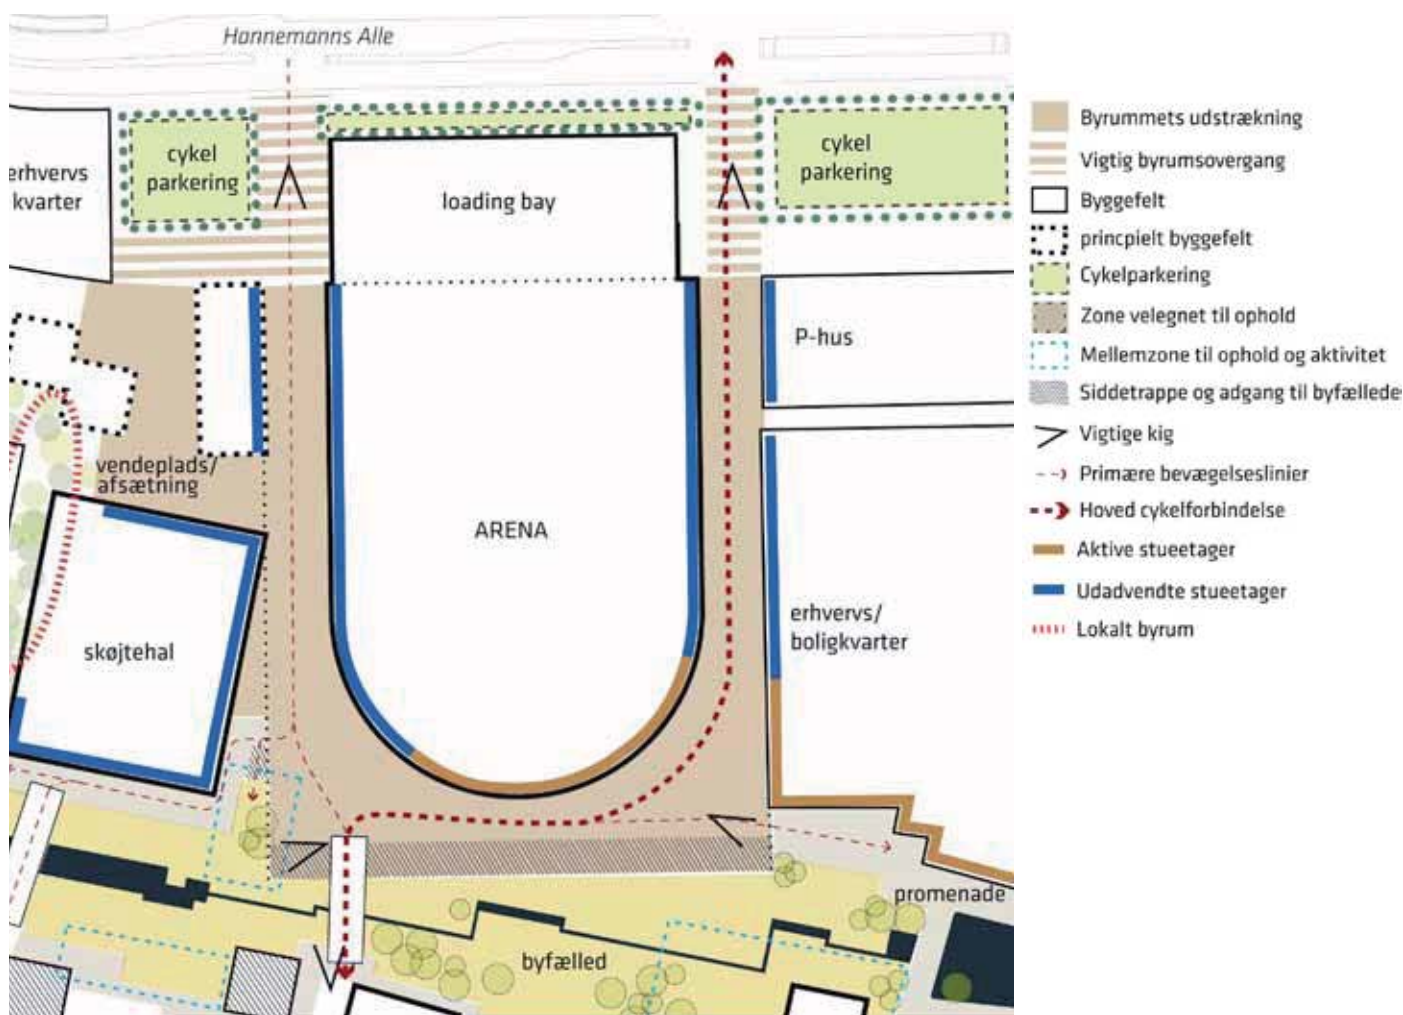 Hannemanns Alle
cykel
parkering
cykel
parkering
erhvervs
kvarter
loading bay
P-hus
vendeplads/
afsætning
ARENA
skøjtehal
erhvervs/
boligkvarter
promenade
byfælled
Byrummets udstrækning
Vigtig byrumsovergang
Byggefelt
princpielt byggefelt
Cykelparkering
Zone velegnet til ophold
Mellemzone til ophold og aktivitet
Siddetrappe og adgang til byfællede
Vigtige kig
Primære bevægelseslinier
Hoved cykelforbindelse
Aktive stueetager
Udadvendte stueetager
Lokalt byrum